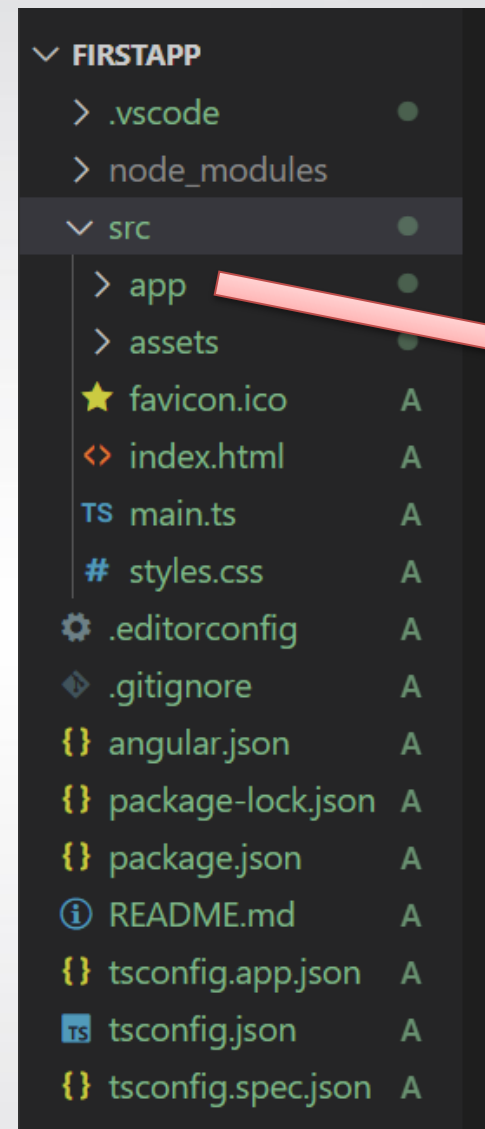 FIRSTAPP
.vscode
node_modules
src
app
assets
favicon.ico A
<> index.html A
TS main.ts A
# styles.css A
.editorconfig A
.gitignore A
{} angular.json A
{} package-lock.json A
{} package.json A
README.md A
{} tsconfig.app.json A
TS tsconfig.json A
{} tsconfig.spec.json A